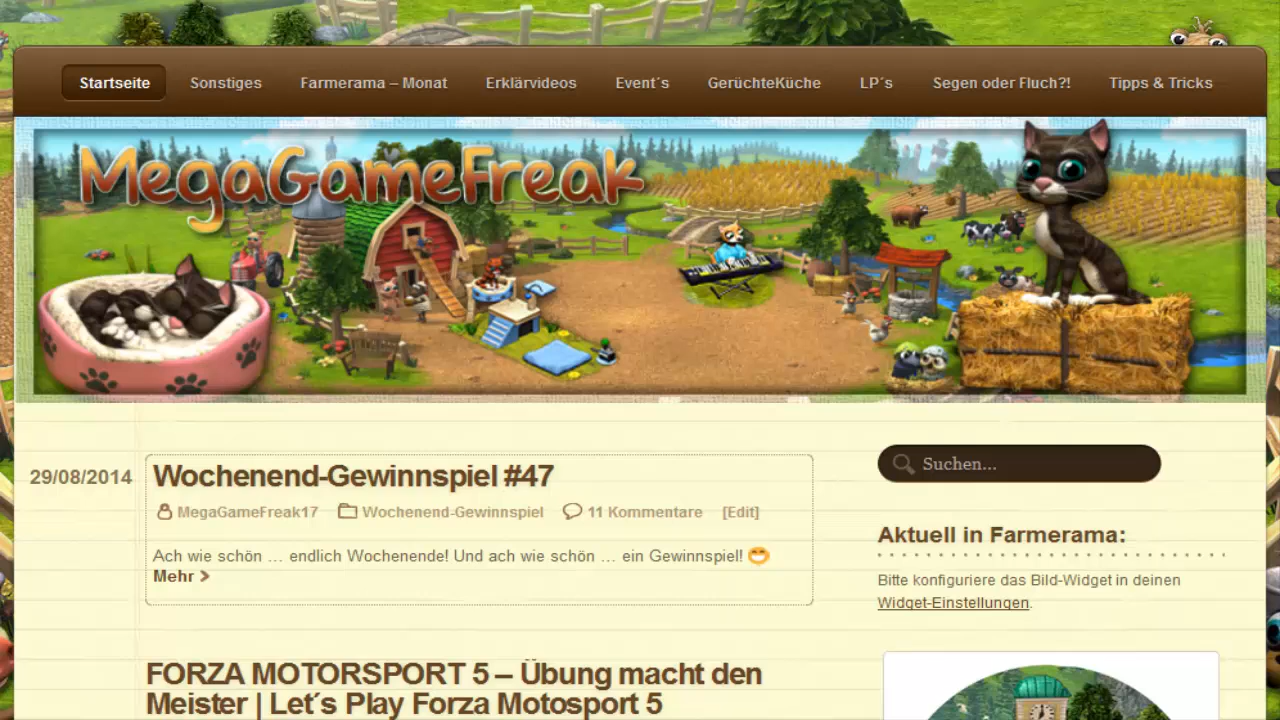 Startseite Sonstiges Farmerama – Monat Erklärvideos Event´s GerüchteKüche LP´s Segen oder Fluch?! Tipps & Tricks
MegaGameFreak
29/08/2014
Wochenend-Gewinnspiel #47
MegaGameFreak17 Wochenend-Gewinnspiel 11 Kommentare [Edit]
Ach wie schön … endlich Wochenende! Und ach wie schön … ein Gewinnspiel!
Mehr
FORZA MOTORSPORT 5 – Übung macht den
Meister | Let´s Play Forza Motosport 5
Suchen...
Aktuell in Farmerama:
Bitte konfiguriere das Bild-Widget in deinen
Widget-Einstellungen.